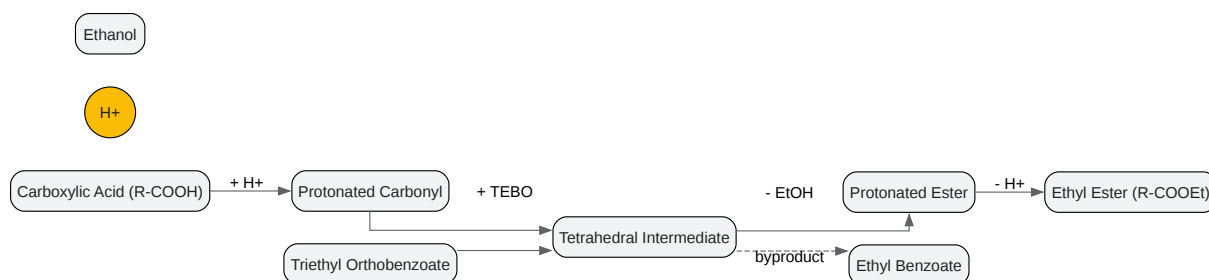 Ethanol
H+
Carboxylic Acid (R-COOH)
+ H+
Protonated Carbonyl
+ TEBO
- EtOH
Protonated Ester
- H+
Ethyl Ester (R-COOEt)
Tetrahedral Intermediate
Triethyl Orthobenzoate
byproduct
Ethyl Benzoate